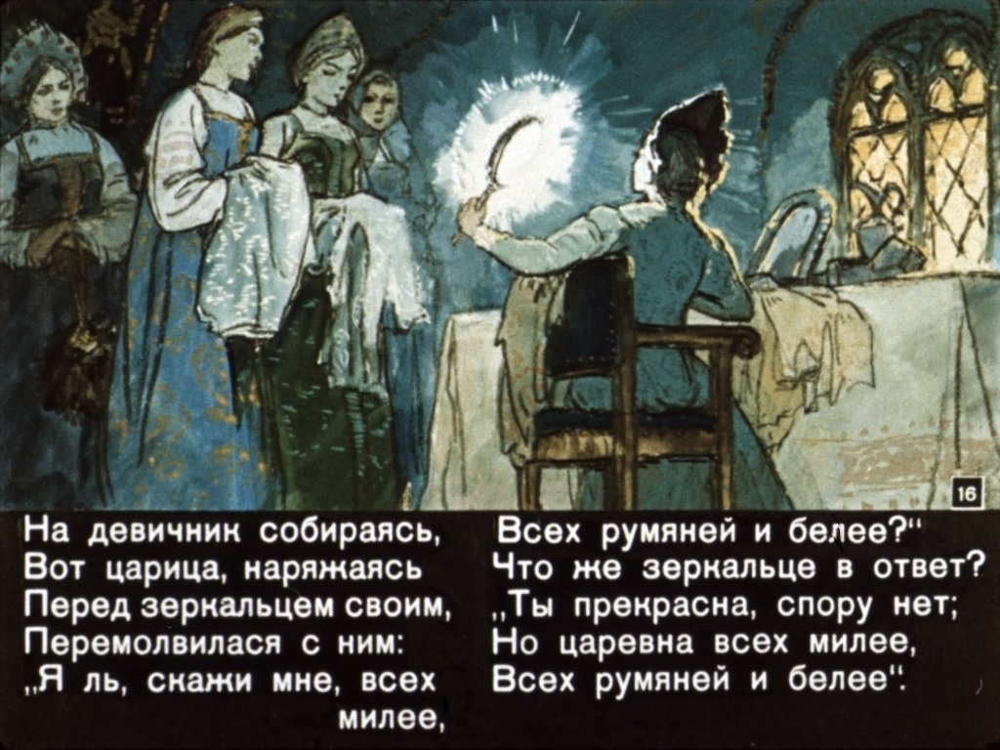 16
На девичник собираясь,
Вот царица, наряжаясь
Перед зеркальцем своим,
Перемолвилася с ним:
„Я ль, скажи мне, всех
милее,
Всех румяней и белее?“
Что же зеркальце в ответ?
„Ты прекрасна, спору нет;
Но царевна всех милее,
Всех румяней и белее“.